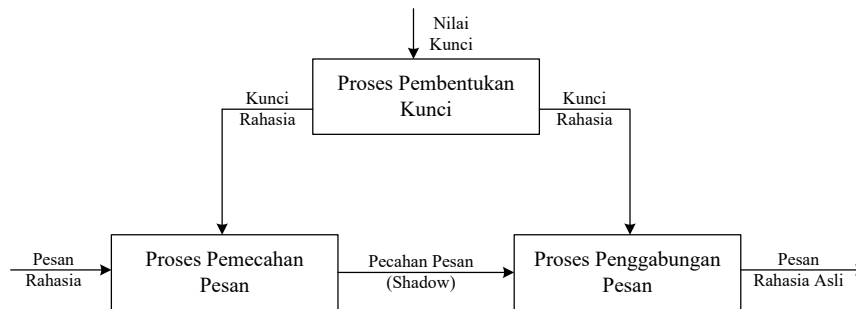 Nilai
Kunci
Proses Pembentukan
Kunci
Kunci
Rahasia
Kunci
Rahasia
Pesan
Rahasia
Proses Pemecahan
Pesan
Pecahan Pesan
(Shadow)
Proses Penggabungan
Pesan
Pesan
Rahasia Asli